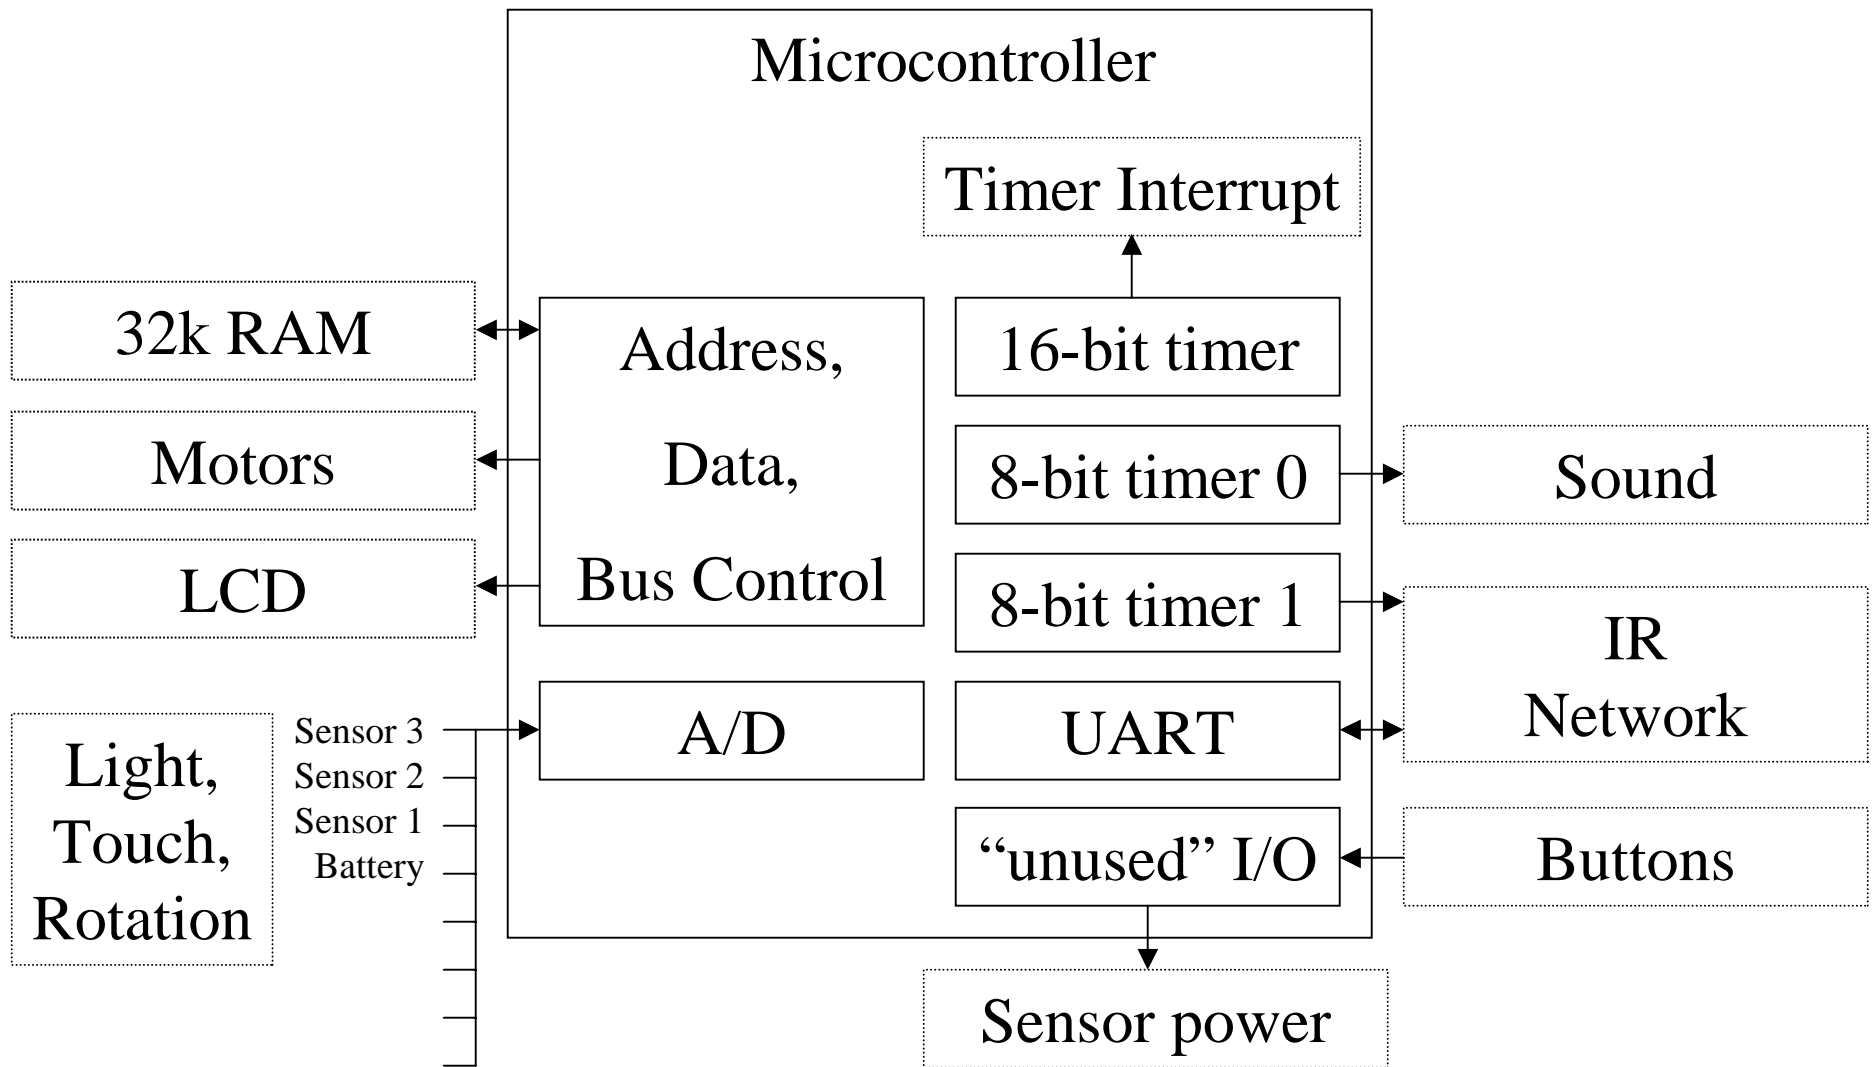 Microcontroller
Timer Interrupt
32k RAM
Address,
Data,
Bus Control
16-bit timer
Motors
8-bit timer 0
Sound
LCD
8-bit timer 1
IR
Network
Light,
Touch,
Rotation
Sensor 3
Sensor 2
Sensor 1
Battery
A/D
UART
“unused” I/O
Buttons
Sensor power